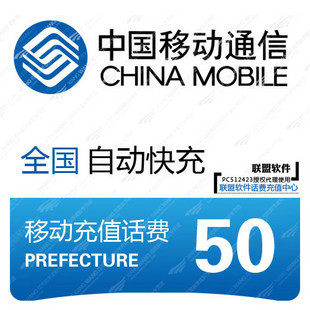 中国移动通信
CHINA MOBILE
全国 自动快充
联盟软件
PCS12423授权代理使用
联盟软件话费充值中心
移动充值话费
PREFECTURE
50